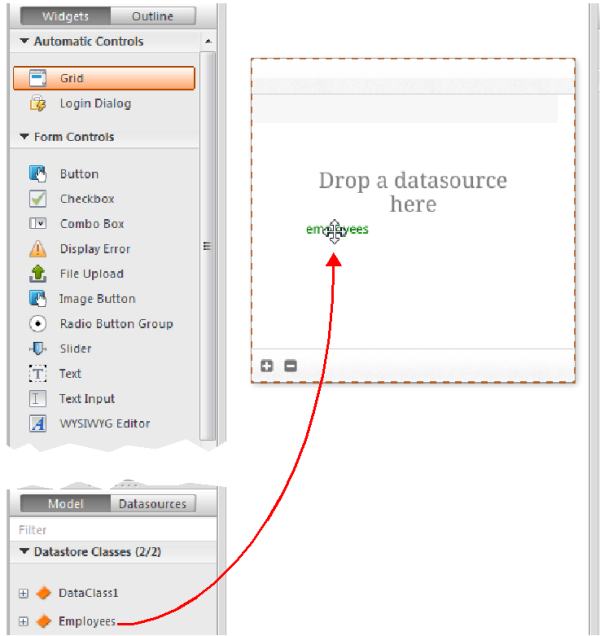 Widgets Outline
Automatic Controls
Grid
Login Dialog
Form Controls
Button
Checkbox
Combo Box
Display Error
File Upload
Image Button
Radio Button Group
Slider
Text
Text Input
WYSIWYG Editor
Drop a datasource
here
employees
Model Datasources
Filter
Datastore Classes (2/2)
DataClass1
Employees